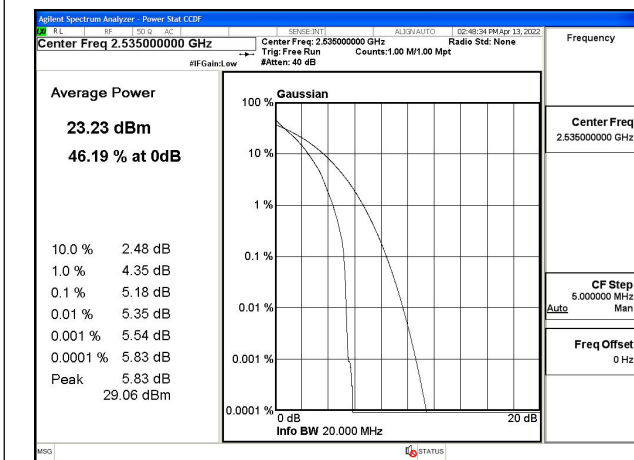 Agilent Spectrum Analyzer - Power Stat CCDF
RL RF 50 Ω AC SENSE:INT ALIGN AUTO 02:48:34 PM Apr 13, 2022
Center Freq 2.535000000 GHz
Center Freq: 2.535000000 GHz Radio Std: None
Trig: Free Run Counts:1.00 M/1.00 Mpt
#IFGain:Low #Atten: 40 dB
Average Power
23.23 dBm
46.19 % at 0dB
10.0 % 2.48 dB
1.0 % 4.35 dB
0.1 % 5.18 dB
0.01 % 5.35 dB
0.001 % 5.54 dB
0.0001 % 5.83 dB
Peak 5.83 dB
29.06 dBm
Gaussian
100 %
10 %
1 %
0.1 %
0.01 %
0.001 %
0.0001 %
0 dB 20 dB
Info BW 20.000 MHz
Frequency
Center Freq
2.535000000 GHz
CF Step
5.000000 MHz
Auto Man
Freq Offset
0 Hz
MSG STATUS